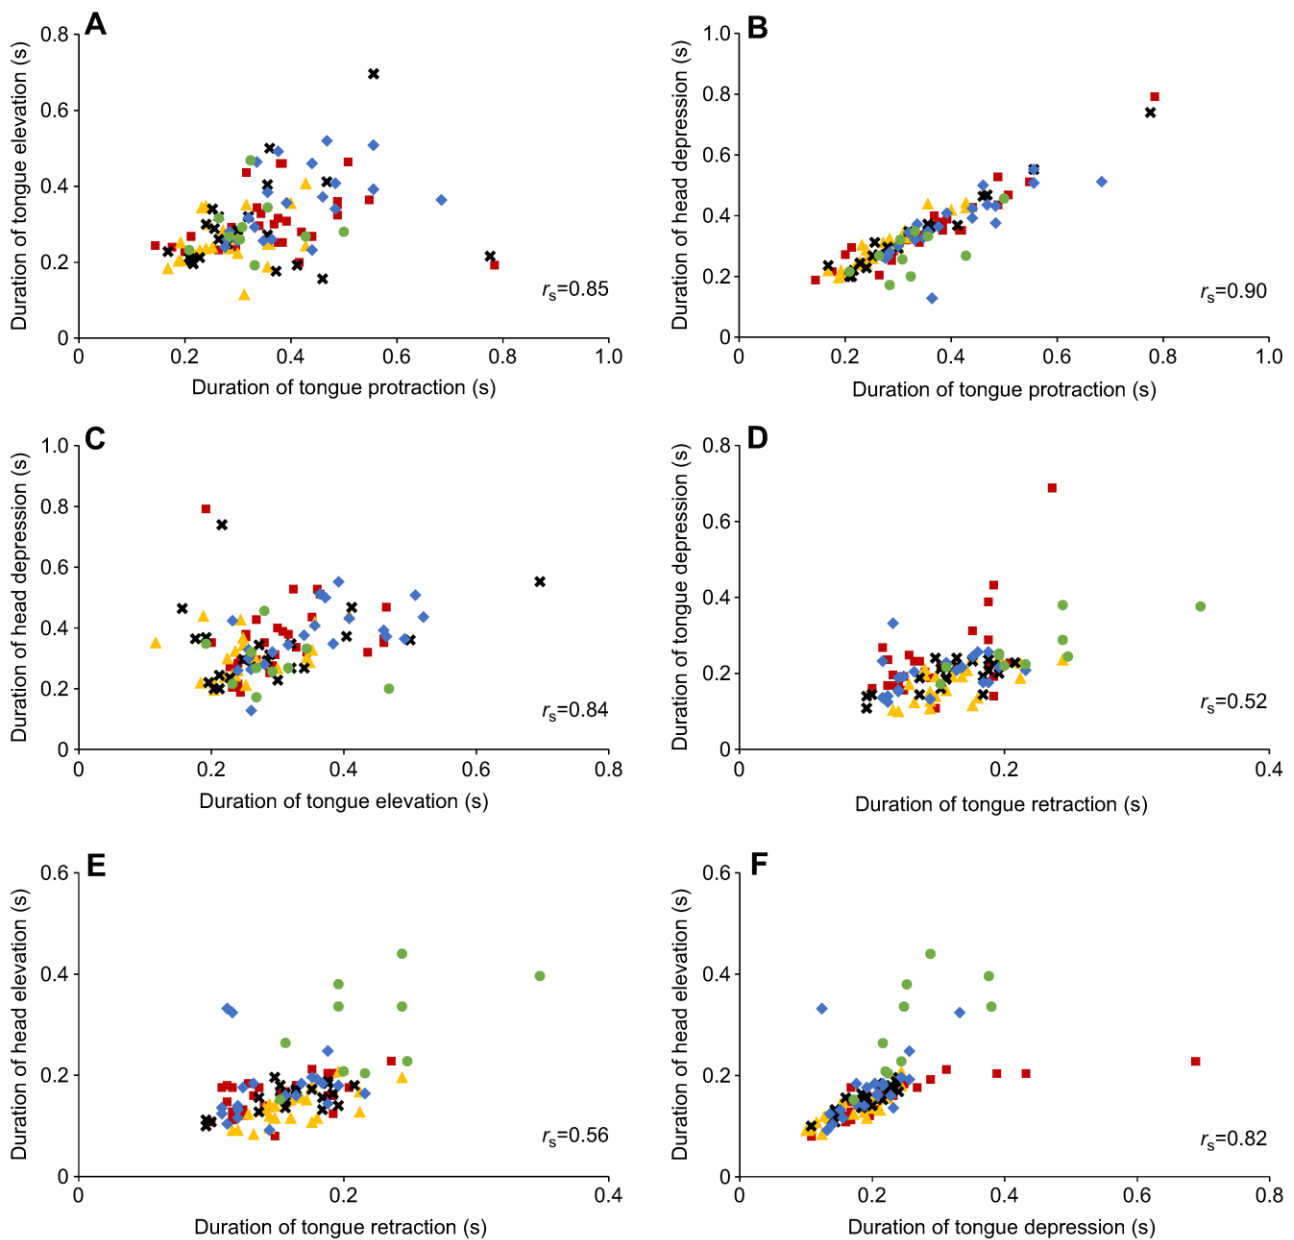 A
Duration of tongue elevation (s)
0.8
0.6
0.4
0.2
0
0
0.2
0.4
0.6
0.8
1.0
rs=0.85
Duration of tongue protraction (s)
B
Duration of head depression (s)
1.0
0.8
0.6
0.4
0.2
0
0
0.2
0.4
0.6
0.8
1.0
rs=0.90
Duration of tongue protraction (s)
C
Duration of head depression (s)
1.0
0.8
0.6
0.4
0.2
0
0
0.2
0.4
0.6
0.8
rs=0.84
Duration of tongue elevation (s)
D
Duration of tongue depression (s)
0.8
0.6
0.4
0.2
0
0
0.2
0.4
rs=0.52
Duration of tongue retraction (s)
E
Duration of head elevation (s)
0.6
0.4
0.2
0
0
0.2
0.4
rs=0.56
Duration of tongue retraction (s)
F
Duration of head elevation (s)
0.6
0.4
0.2
0
0
0.2
0.4
0.6
0.8
rs=0.82
Duration of tongue depression (s)